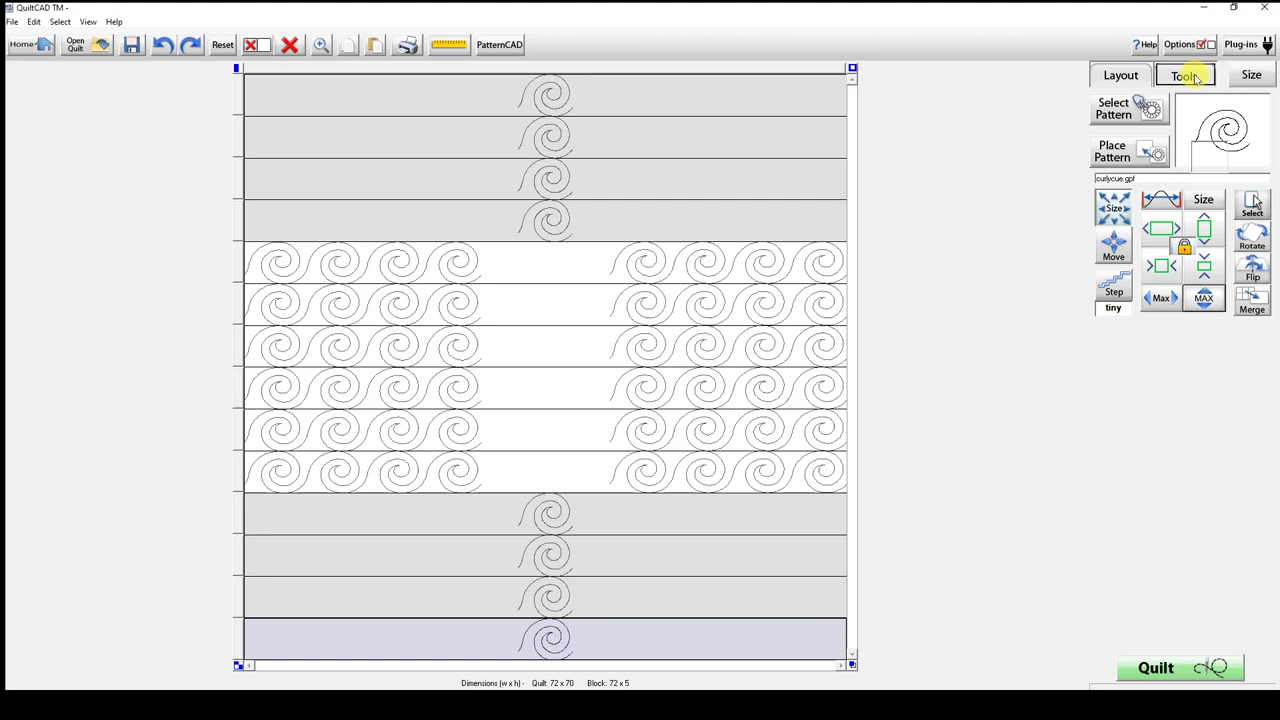 QuiltCAD TM -
File Edit Select View Help
Home Open Quilt Reset PatternCAD ? Help Options Plug-ins
Layout Tools Size
Select Pattern
Place Pattern
curlycue.gpf
Size Size Select
Move Rotate
Flip
Step Max MAX Merge
tiny
Quilt
Dimensions (w x h) Quilt: 72 x 70 Block: 72 x 5